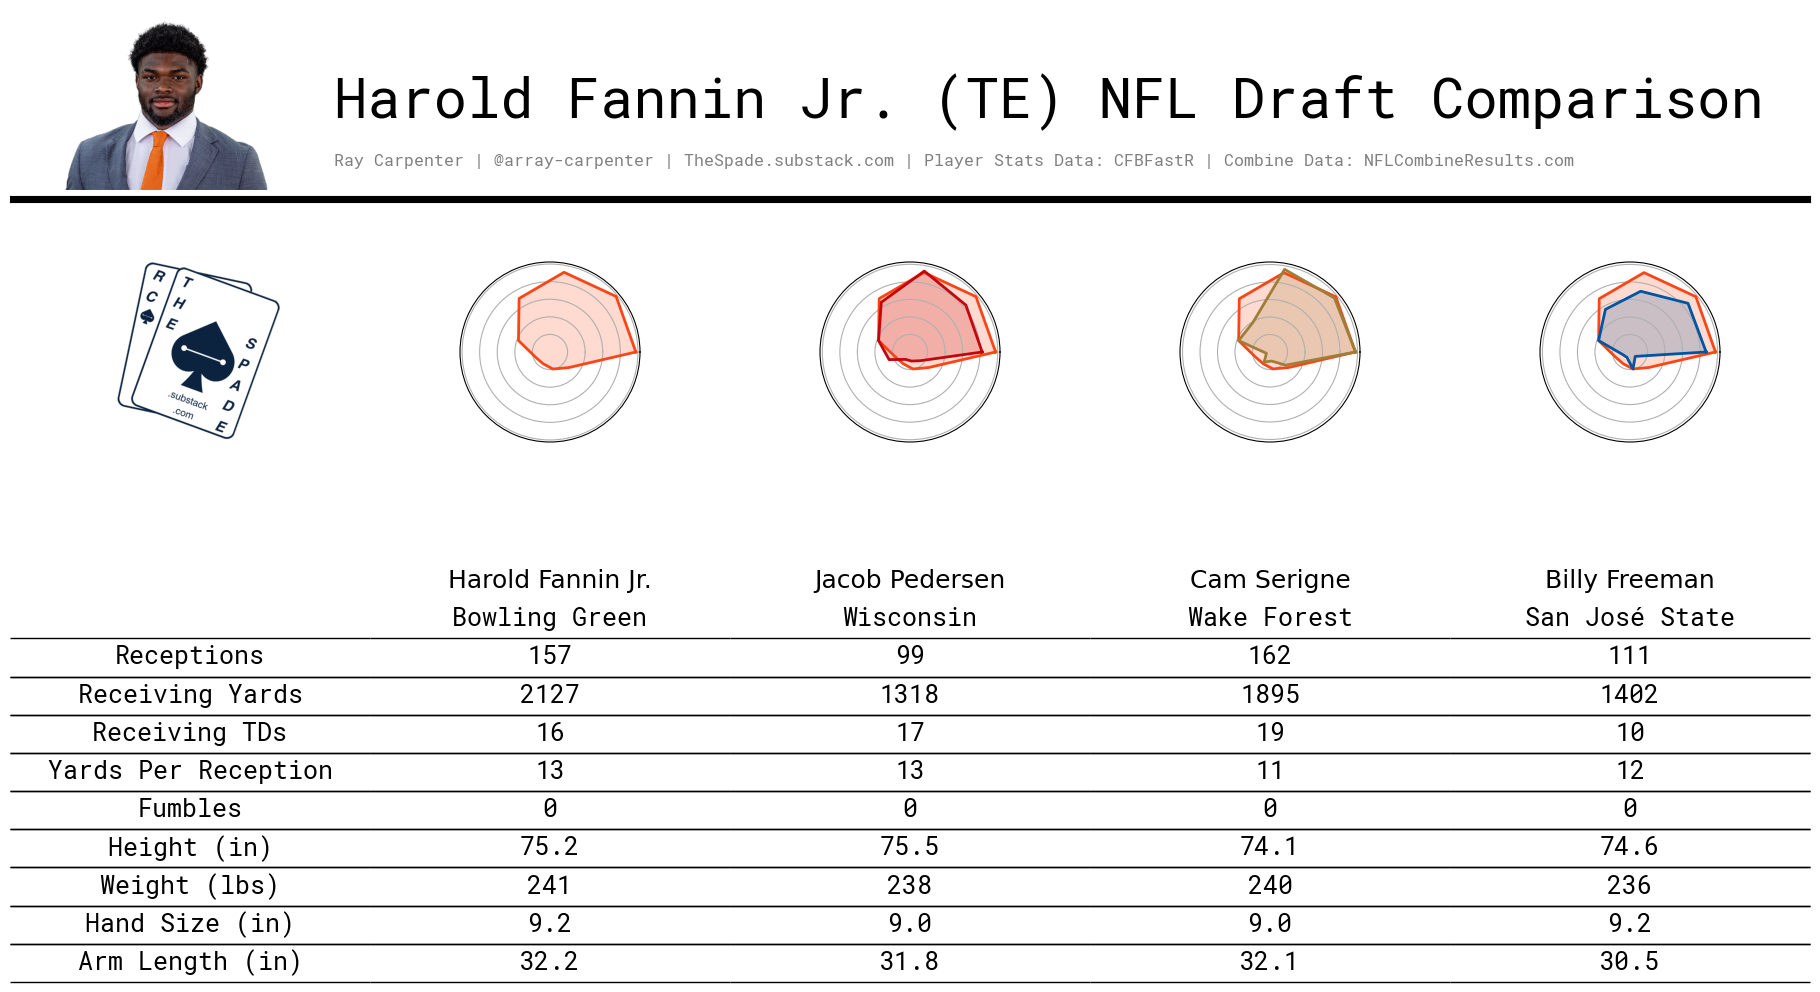 Harold Fannin Jr. (TE) NFL Draft Comparison
Ray Carpenter | @array-carpenter | TheSpade.substack.com | Player Stats Data: CFBFastR | Combine Data: NFLCombineResults.com
R C
THE
SPADE
.substack
.com
Harold Fannin Jr. Jacob Pedersen Cam Serigne Billy Freeman
Bowling Green Wisconsin Wake Forest San José State
Receptions 157 99 162 111
Receiving Yards 2127 1318 1895 1402
Receiving TDs 16 17 19 10
Yards Per Reception 13 13 11 12
Fumbles 0 0 0 0
Height (in) 75.2 75.5 74.1 74.6
Weight (lbs) 241 238 240 236
Hand Size (in) 9.2 9.0 9.0 9.2
Arm Length (in) 32.2 31.8 32.1 30.5